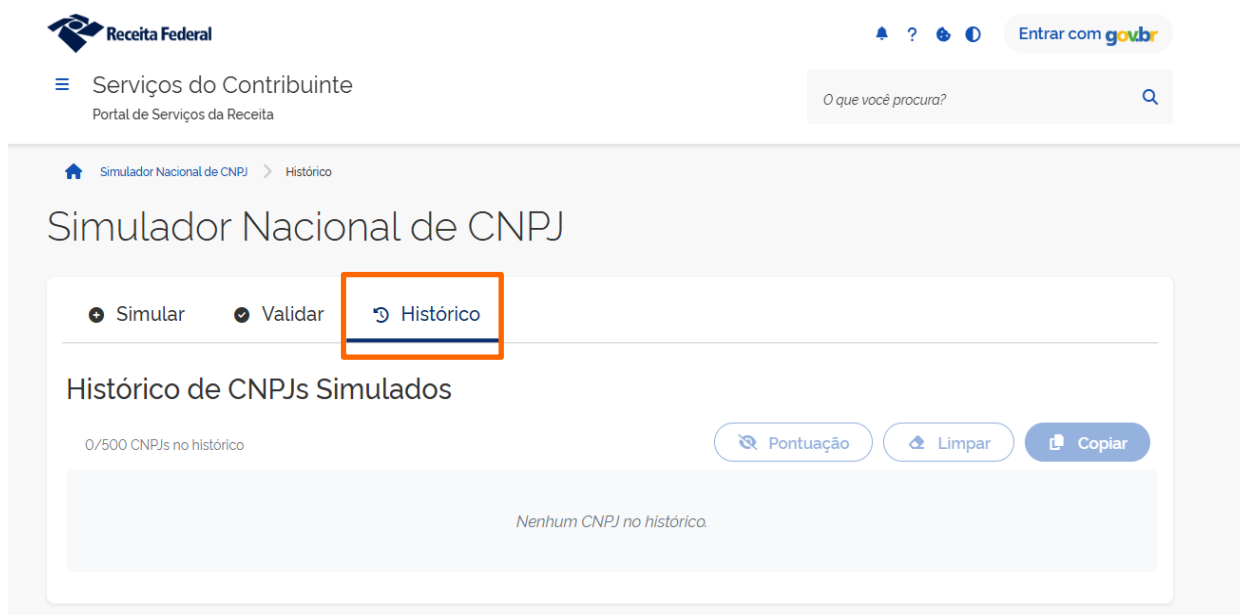 Receita Federal
? Entrar com gov.br
Serviços do Contribuinte
Portal de Serviços da Receita
O que você procura?
Simulador Nacional de CNPJ > Histórico
Simulador Nacional de CNPJ
Simular Validar Histórico
Histórico de CNPJs Simulados
0/500 CNPJs no histórico
Pontuação Limpar Copiar
Nenhum CNPJ no histórico.